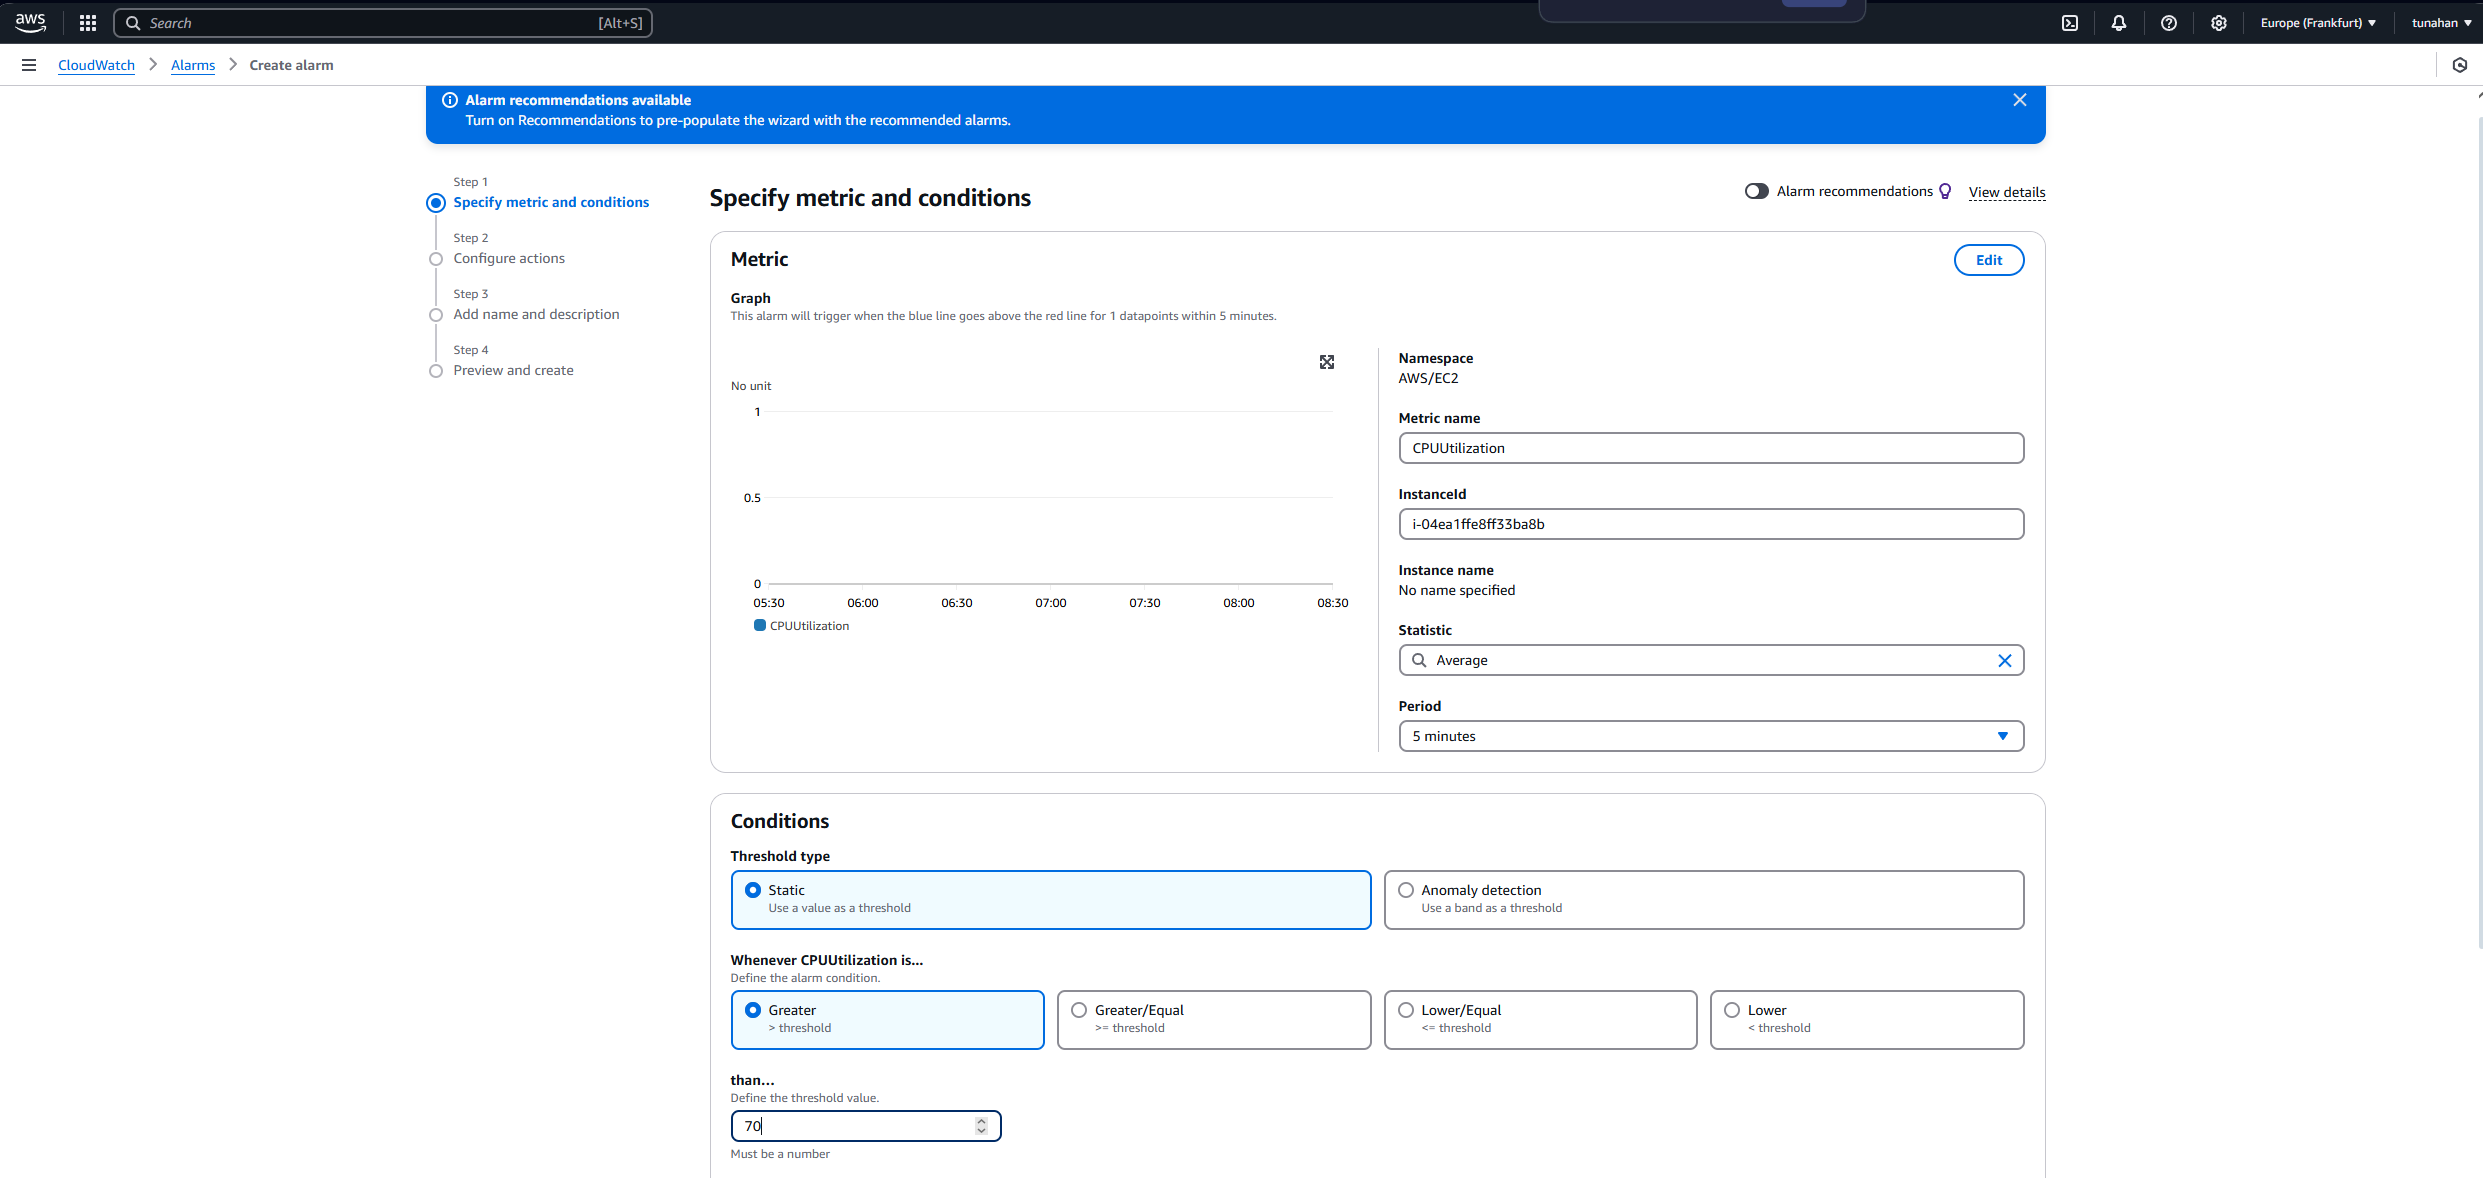 aws
Search [Alt+S]
Europe (Frankfurt)
tunahan
CloudWatch
Alarms
Create alarm
Alarm recommendations available
Turn on Recommendations to pre-populate the wizard with the recommended alarms.
Step 1
Specify metric and conditions
Step 2
Configure actions
Step 3
Add name and description
Step 4
Preview and create
Specify metric and conditions
Alarm recommendations
View details
Metric
Edit
Graph
This alarm will trigger when the blue line goes above the red line for 1 datapoints within 5 minutes.
No unit
1
0.5
0
05:30 06:00 06:30 07:00 07:30 08:00 08:30
CPUUtilization
Namespace
AWS/EC2
Metric name
CPUUtilization
InstanceId
i-04ea1ffe8ff33ba8b
Instance name
No name specified
Statistic
Average
Period
5 minutes
Conditions
Threshold type
Static
Use a value as a threshold
Anomaly detection
Use a band as a threshold
Whenever CPUUtilization is...
Define the alarm condition.
Greater
> threshold
Greater/Equal
>= threshold
Lower/Equal
<= threshold
Lower
< threshold
than...
Define the threshold value.
70
Must be a number